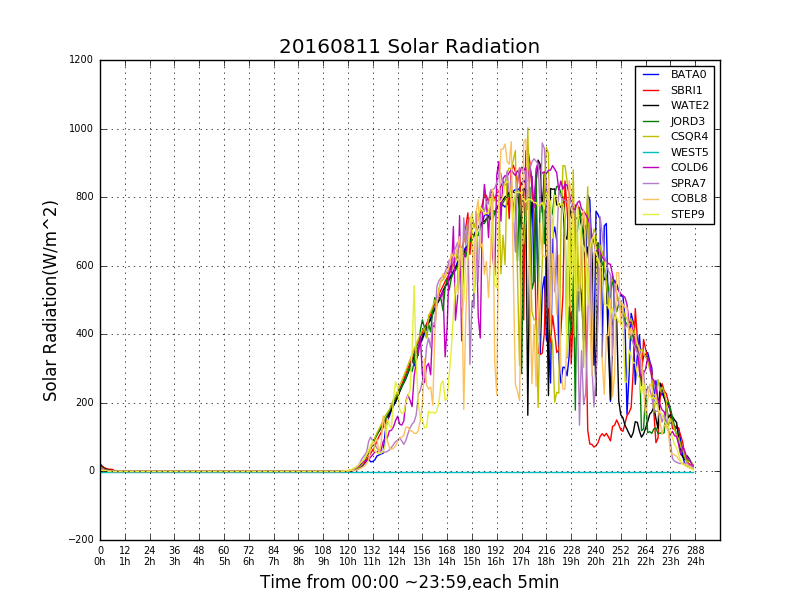 20160811 Solar Radiation
1200
1000
800
600
400
200
0
−200
Solar Radiation(W/m^2)
BATA0
SBRI1
WATE2
JORD3
CSQR4
WEST5
COLD6
SPRA7
COBL8
STEP9
0 12 24 36 48 60 72 84 96 108 120 132 144 156 168 180 192 204 216 228 240 252 264 276 288
0h 1h 2h 3h 4h 5h 6h 7h 8h 9h 10h 11h 12h 13h 14h 15h 16h 17h 18h 19h 20h 21h 22h 23h 24h
Time from 00:00 ~23:59,each 5min